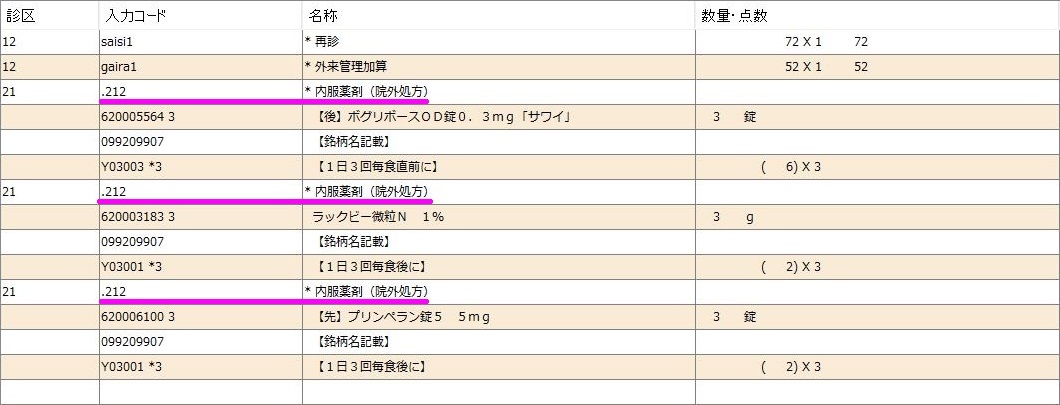 診区 入力コード 名称 数量・点数
12 saisi1 * 再診 72 X 1 72
12 gaira1 * 外来管理加算 52 X 1 52
21 .212 * 内服薬剤（院外処方）
620005564 3 【後】ボグリボースＯＤ錠０．３ｍｇ「サワイ」 3 錠
099209907 【銘柄名記載】
Y03003 *3 【１日３回毎食直前に】 ( 6) X 3
21 .212 * 内服薬剤（院外処方）
620003183 3 ラックビー微粒Ｎ　１％ 3 g
099209907 【銘柄名記載】
Y03001 *3 【１日３回毎食後に】 ( 2) X 3
21 .212 * 内服薬剤（院外処方）
620006100 3 【先】プリンペラン錠５　５ｍｇ 3 錠
099209907 【銘柄名記載】
Y03001 *3 【１日３回毎食後に】 ( 2) X 3